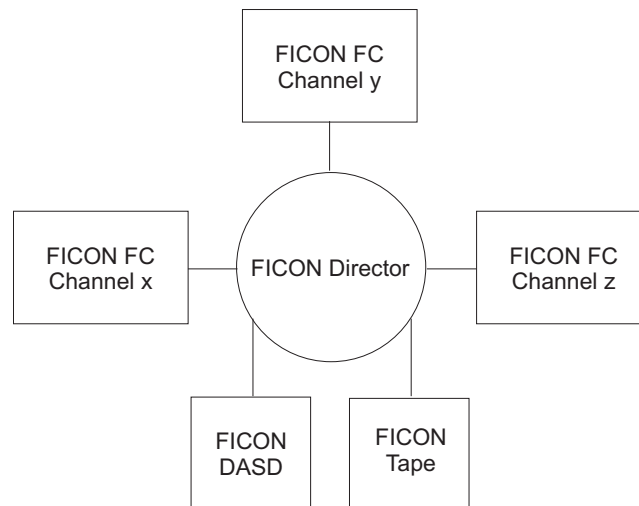 FICON FC
Channel y
FICON FC
Channel x
FICON Director
FICON FC
Channel z
FICON
DASD
FICON
Tape